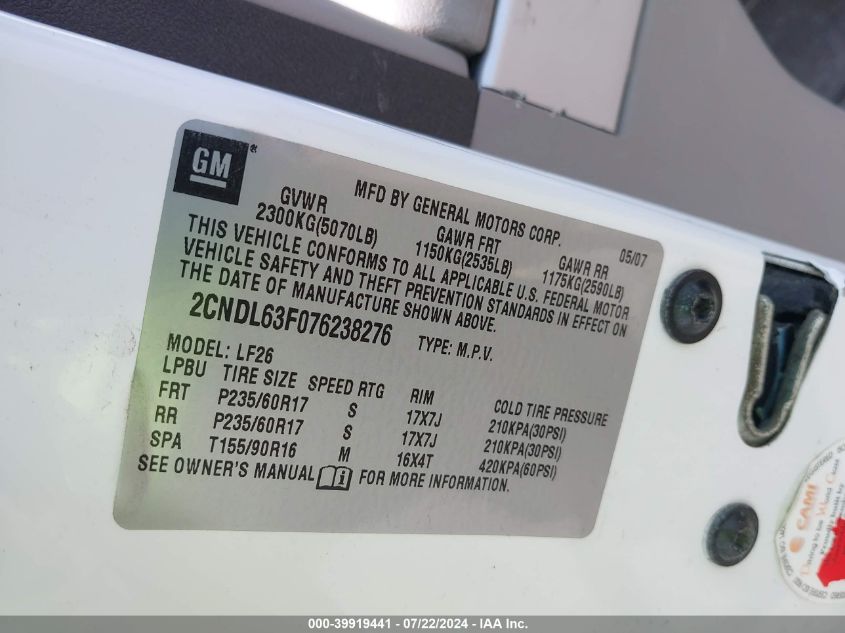 GM
MFD BY GENERAL MOTORS CORP. 05/07
GVWR GAWR FRT GAWR RR
2300KG(5070LB) 1150KG(2535LB) 1175KG(2590LB)
THIS VEHICLE CONFORMS TO ALL APPLICABLE U.S. FEDERAL MOTOR
VEHICLE SAFETY AND THEFT PREVENTION STANDARDS IN EFFECT ON
THE DATE OF MANUFACTURE SHOWN ABOVE.
2CNDL63F076238276 TYPE: M.P.V.
MODEL: LF26
LPBU TIRE SIZE SPEED RTG RIM COLD TIRE PRESSURE
FRT P235/60R17 S 17X7J 210KPA(30PSI)
RR P235/60R17 S 17X7J 210KPA(30PSI)
SPA T155/90R16 M 16X4T 420KPA(60PSI)
SEE OWNER'S MANUAL FOR MORE INFORMATION.
CAMI
000-39919441 - 07/22/2024 - IAA Inc.